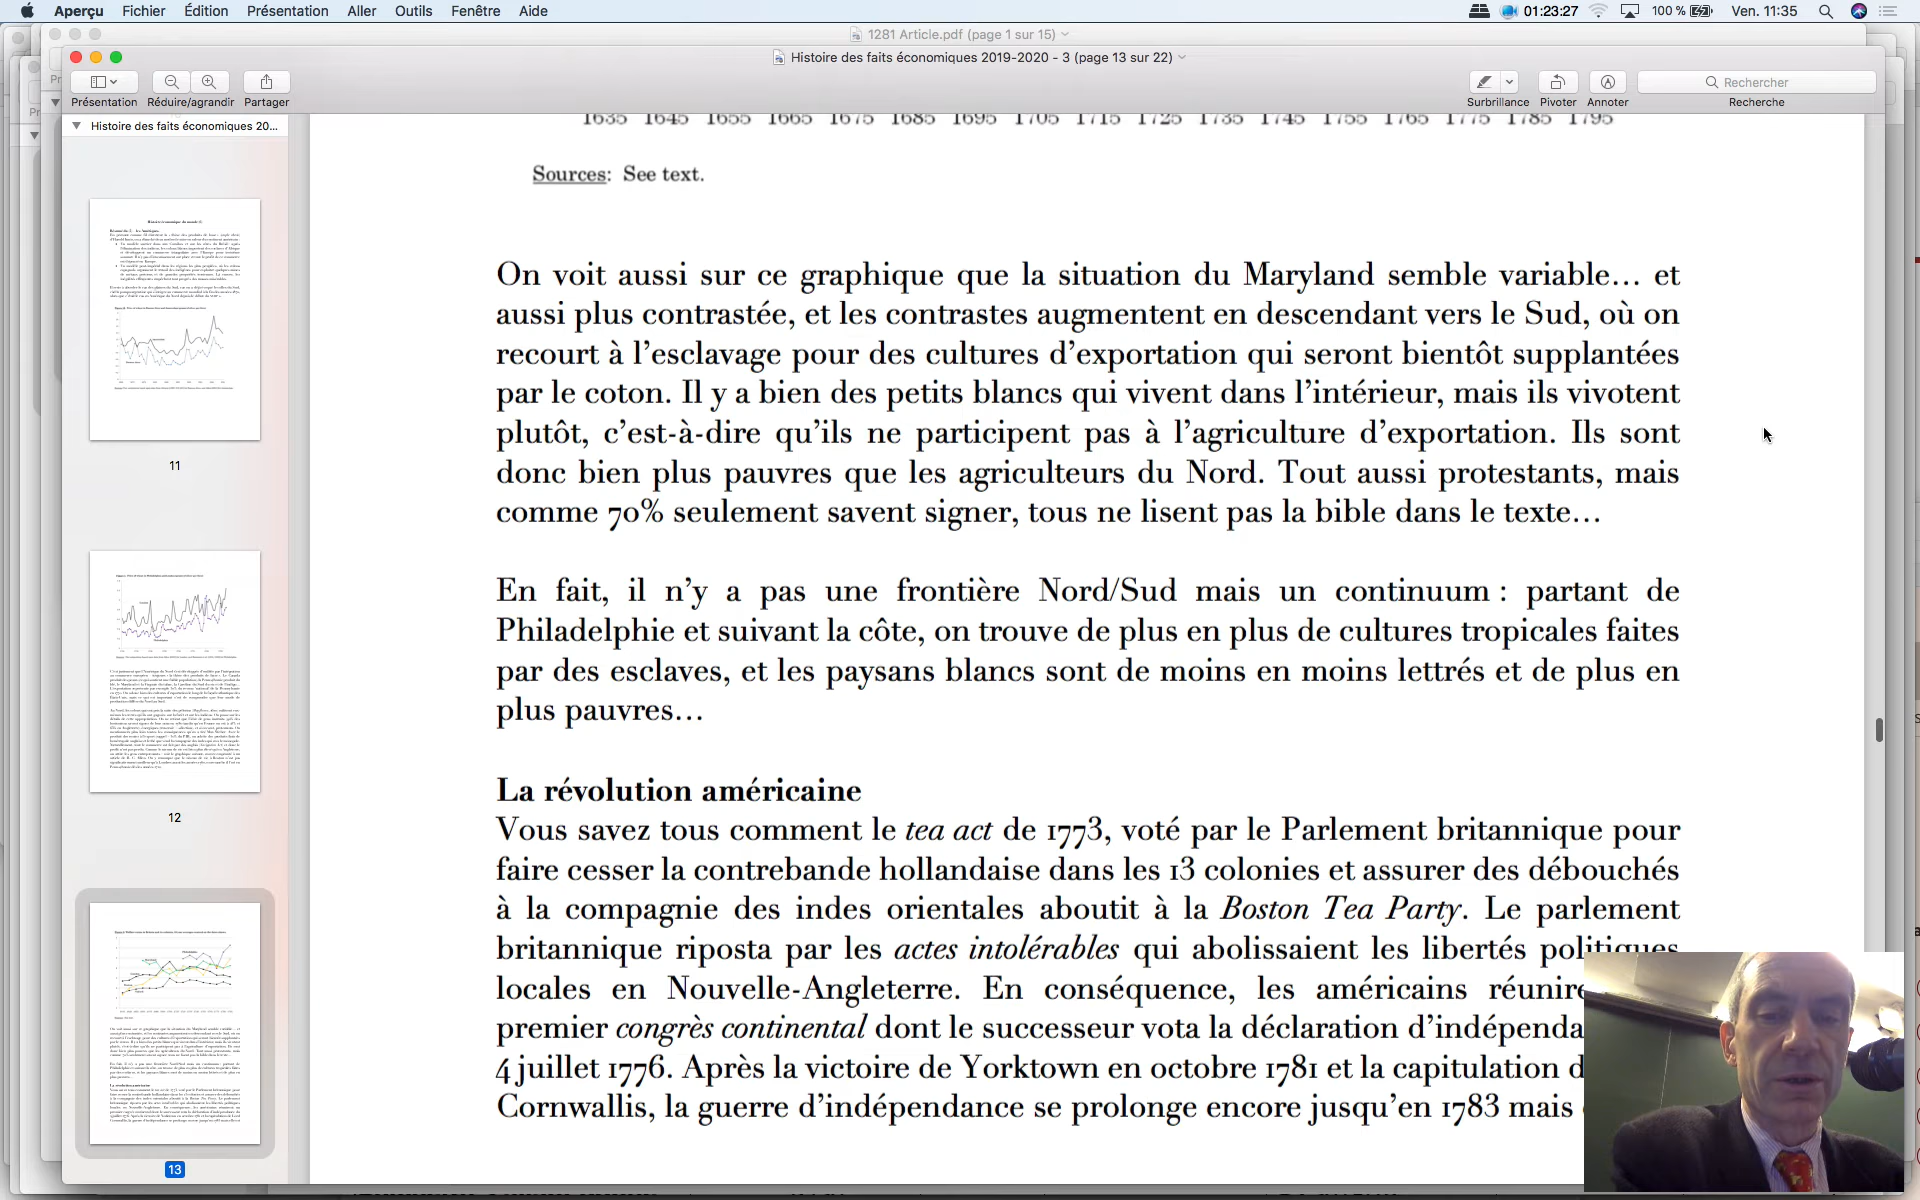 Aperçu Fichier Édition Présentation Aller Outils Fenêtre Aide 01:23:27 100 % Ven. 11:35
1281 Article.pdf (page 1 sur 15)
Histoire des faits économiques 2019-2020 - 3 (page 13 sur 22)
Rechercher
Présentation Réduire/agrandir Partager Surbrillance Pivoter Annoter Recherche
Histoire des faits économiques 20...
1635 1645 1655 1665 1675 1685 1695 1705 1715 1725 1735 1745 1755 1765 1775 1785 1795
Sources: See text.
On voit aussi sur ce graphique que la situation du Maryland semble variable… et
aussi plus contrastée, et les contrastes augmentent en descendant vers le Sud, où on
recourt à l’esclavage pour des cultures d’exportation qui seront bientôt supplantées
par le coton. Il y a bien des petits blancs qui vivent dans l’intérieur, mais ils vivotent
plutôt, c’est-à-dire qu’ils ne participent pas à l’agriculture d’exportation. Ils sont
donc bien plus pauvres que les agriculteurs du Nord. Tout aussi protestants, mais
comme 70% seulement savent signer, tous ne lisent pas la bible dans le texte…
En fait, il n’y a pas une frontière Nord/Sud mais un continuum : partant de
Philadelphie et suivant la côte, on trouve de plus en plus de cultures tropicales faites
par des esclaves, et les paysans blancs sont de moins en moins lettrés et de plus en
plus pauvres…
La révolution américaine
Vous savez tous comment le tea act de 1773, voté par le Parlement britannique pour
faire cesser la contrebande hollandaise dans les 13 colonies et assurer des débouchés
à la compagnie des indes orientales aboutit à la Boston Tea Party. Le parlement
britannique riposta par les actes intolérables qui abolissaient les libertés politiques
locales en Nouvelle-Angleterre. En conséquence, les américains réunire
premier congrès continental dont le successeur vota la déclaration d’indépenda
4 juillet 1776. Après la victoire de Yorktown en octobre 1781 et la capitulation d
Cornwallis, la guerre d’indépendance se prolonge encore jusqu’en 1783 mais
11
12
13